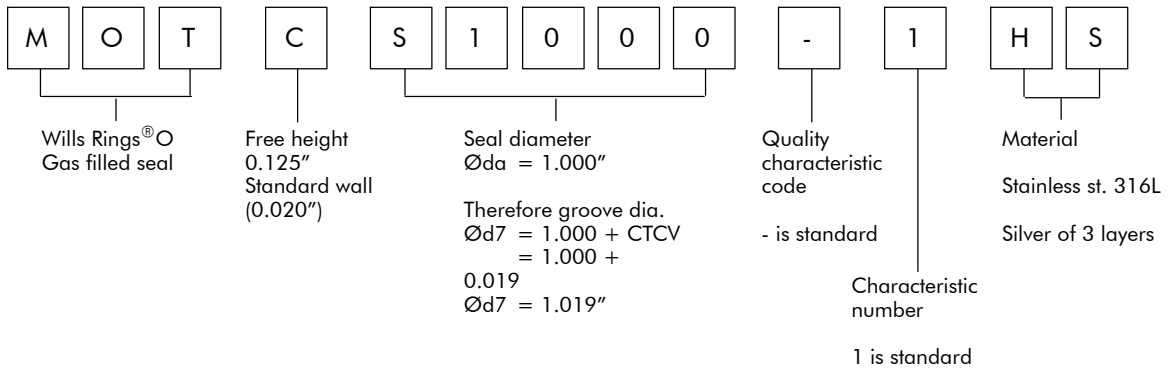 M O T C S 1 0 0 0 - 1 H S
Wills Rings®O
Gas filled seal
Free height
0.125″
Standard wall
(0.020″)
Seal diameter
Øda = 1.000″
Therefore groove dia.
Ød7 = 1.000 + CTCV
= 1.000 +
0.019
Ød7 = 1.019″
Quality
characteristic
code
- is standard
Characteristic
number
1 is standard
Material
Stainless st. 316L
Silver of 3 layers